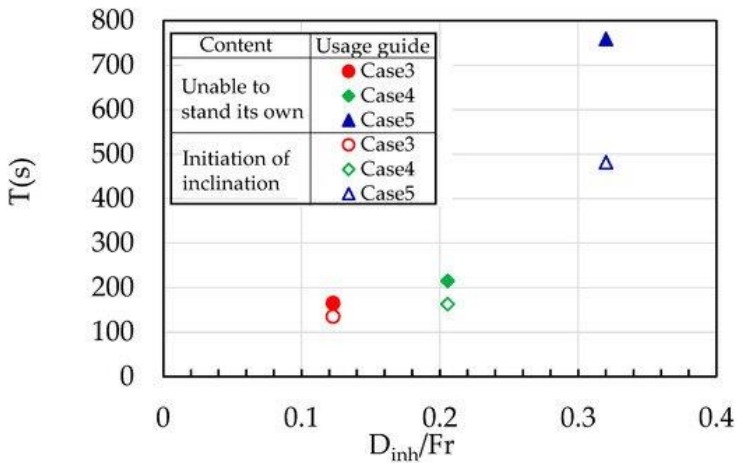 800
700
600
500
400
300
200
100
0
T(s)
Content Usage guide
Unable to stand its own
Case3
Case4
Case5
Initiation of inclination
Case3
Case4
Case5
0 0.1 0.2 0.3 0.4
D_inh/Fr